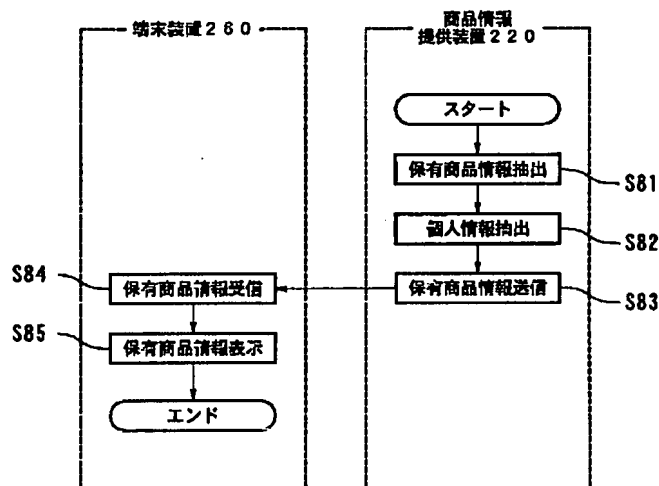 端末装置260
商品情報
提供装置220
スタート
保有商品情報抽出
S81
個人情報抽出
S82
保有商品情報送信
S83
S84
保有商品情報受信
S85
保有商品情報表示
エンド